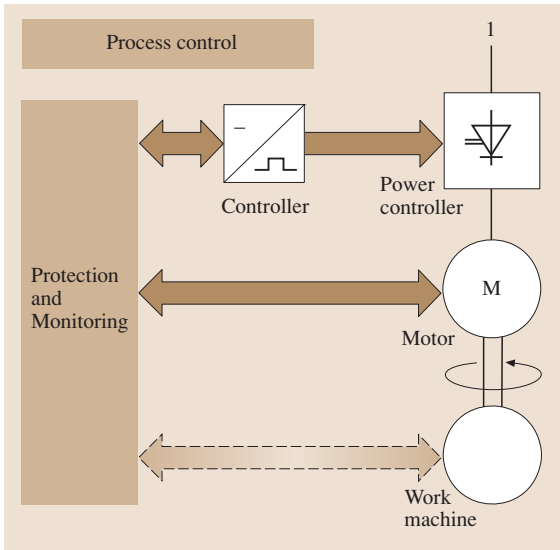 Process control
1
–
Controller
Power
controller
Protection
and
Monitoring
M
Motor
Work
machine